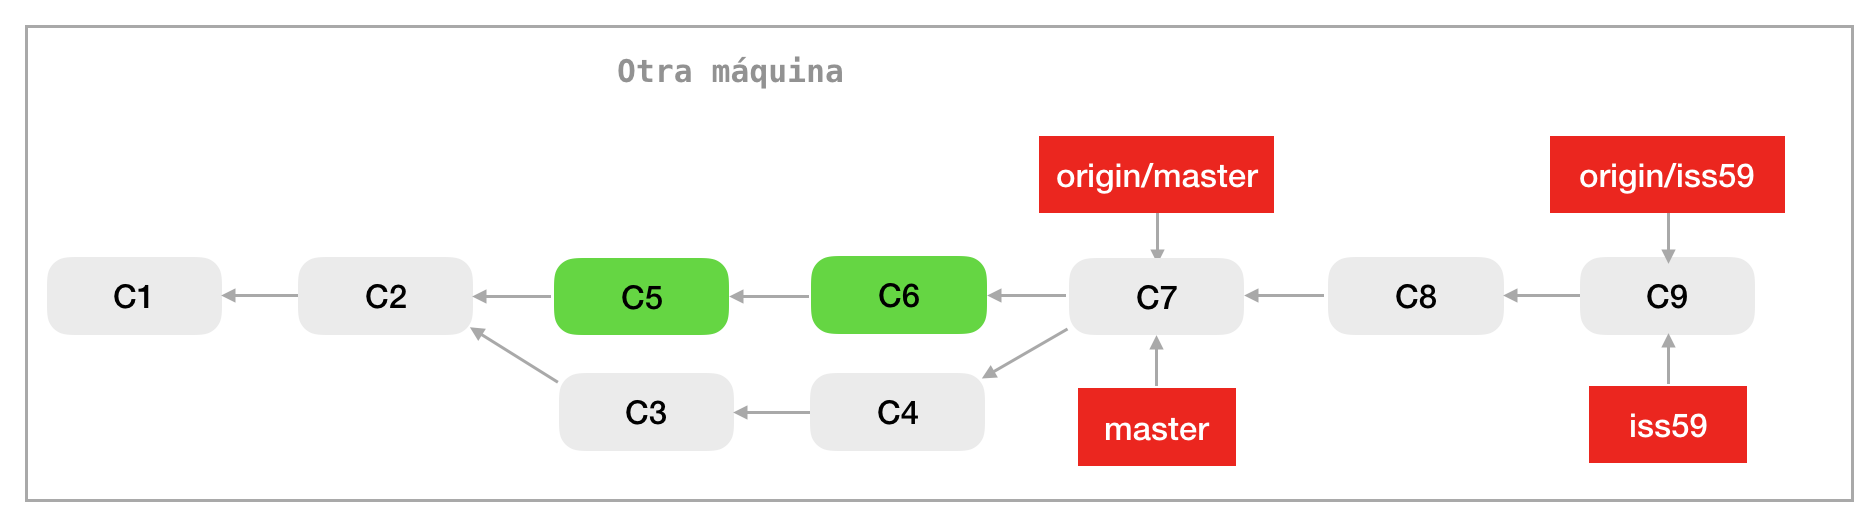 Otra máquina
origin/master
origin/iss59
C1
C2
C5
C6
C7
C8
C9
C3
C4
master
iss59